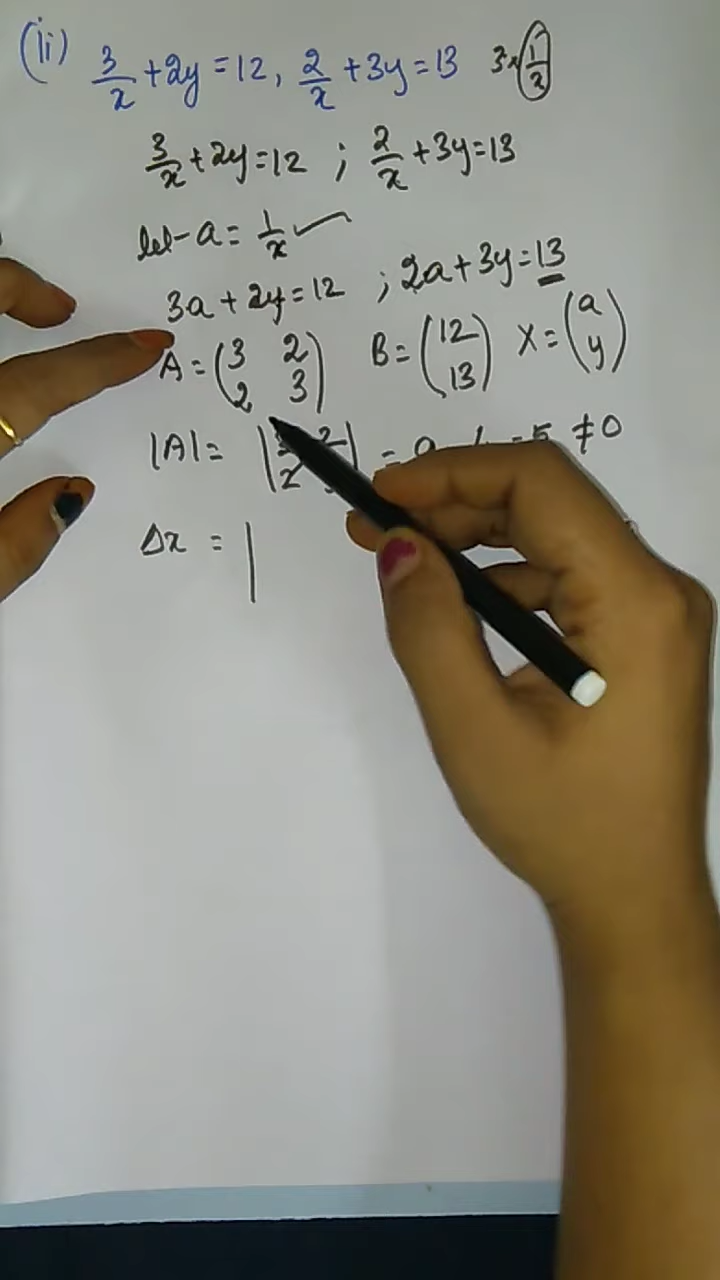 (ii) 3/x + 2y = 12, 2/x + 3y = 13 3×(1/x)
3/x + 2y = 12 ; 2/x + 3y = 13
let a = 1/x
3a + 2y = 12 ; 2a + 3y = 13
A = (3 2 / 2 3) B = (12 / 13) X = (a / y)
|A| = = 5 ≠ 0
Δx = |